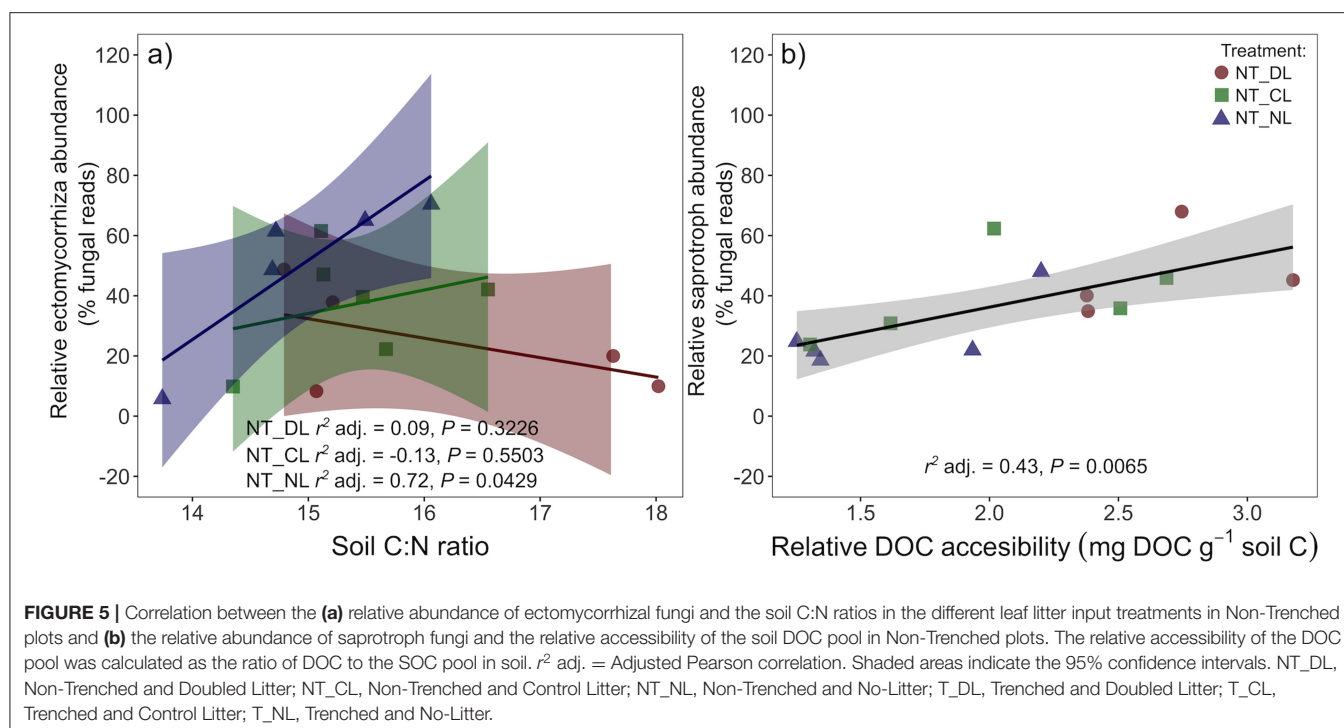 a)
Relative ectomycorrhiza abundance
(% fungal reads)
120
100
80
60
40
20
0
-20
NT_DL r² adj. = 0.09, P = 0.3226
NT_CL r² adj. = -0.13, P = 0.5503
NT_NL r² adj. = 0.72, P = 0.0429
14 15 16 17 18
Soil C:N ratio
b)
Relative saprotroph abundance
(% fungal reads)
120
100
80
60
40
20
0
-20
Treatment:
NT_DL
NT_CL
NT_NL
r² adj. = 0.43, P = 0.0065
1.5 2.0 2.5 3.0
Relative DOC accesibility (mg DOC g⁻¹ soil C)
FIGURE 5 | Correlation between the (a) relative abundance of ectomycorrhizal fungi and the soil C:N ratios in the different leaf litter input treatments in Non-Trenched
plots and (b) the relative abundance of saprotroph fungi and the relative accessibility of the soil DOC pool in Non-Trenched plots. The relative accessibility of the DOC
pool was calculated as the ratio of DOC to the SOC pool in soil. r² adj. = Adjusted Pearson correlation. Shaded areas indicate the 95% confidence intervals. NT_DL,
Non-Trenched and Doubled Litter; NT_CL, Non-Trenched and Control Litter; NT_NL, Non-Trenched and No-Litter; T_DL, Trenched and Doubled Litter; T_CL,
Trenched and Control Litter; T_NL, Trenched and No-Litter.